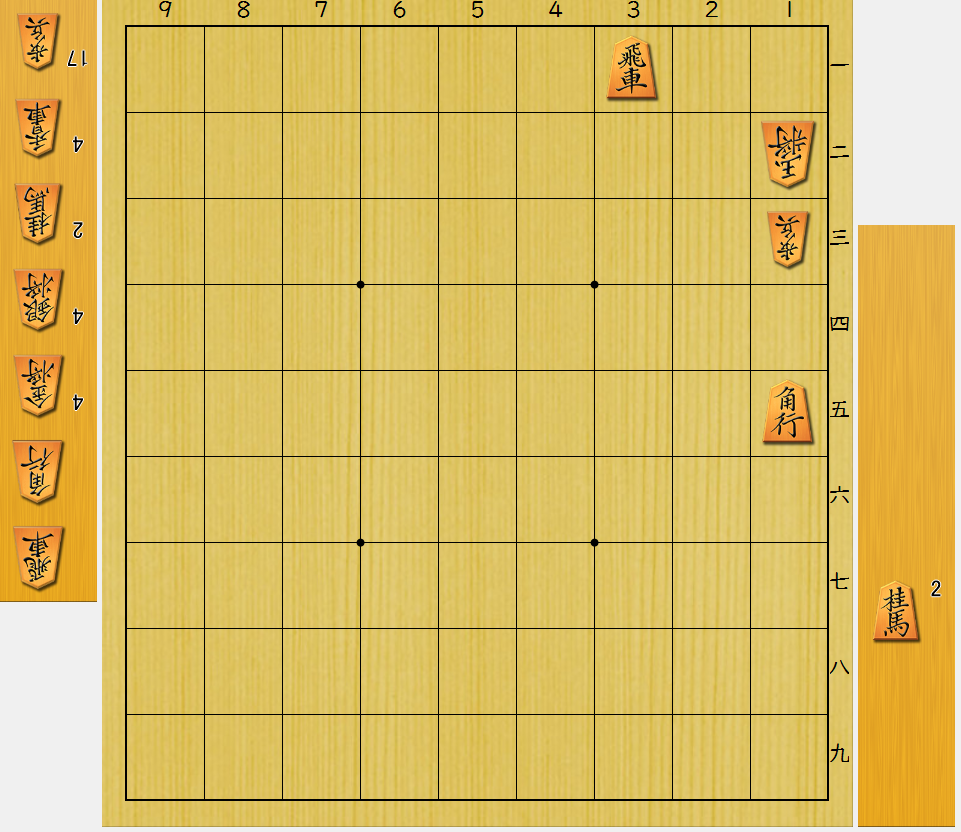 9 8 7 6 5 4 3 2 1
歩兵 17
香車 4
桂馬 2
銀将 4
金将 4
角行
飛車
飛車 一
玉将 二
歩兵 三
四
角行 五
六
七
八
九
桂馬 2